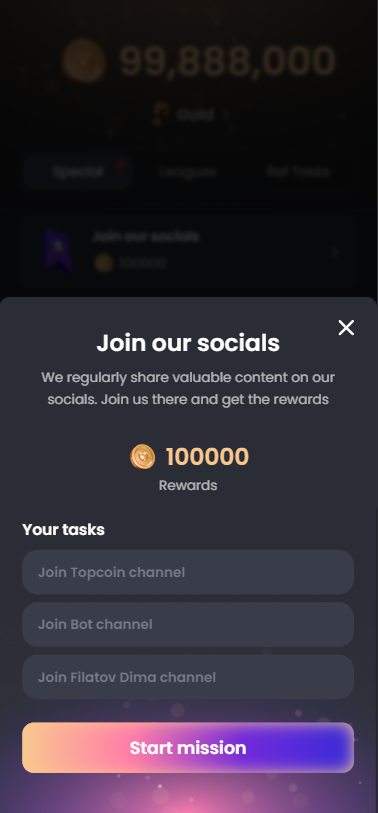 99,888,000
Gold
Special
Leagues
Ref Tasks
Join our socials
100000
Join our socials
We regularly share valuable content on our
socials. Join us there and get the rewards
100000
Rewards
Your tasks
Join Topcoin channel
Join Bot channel
Join Filatov Dima channel
Start mission